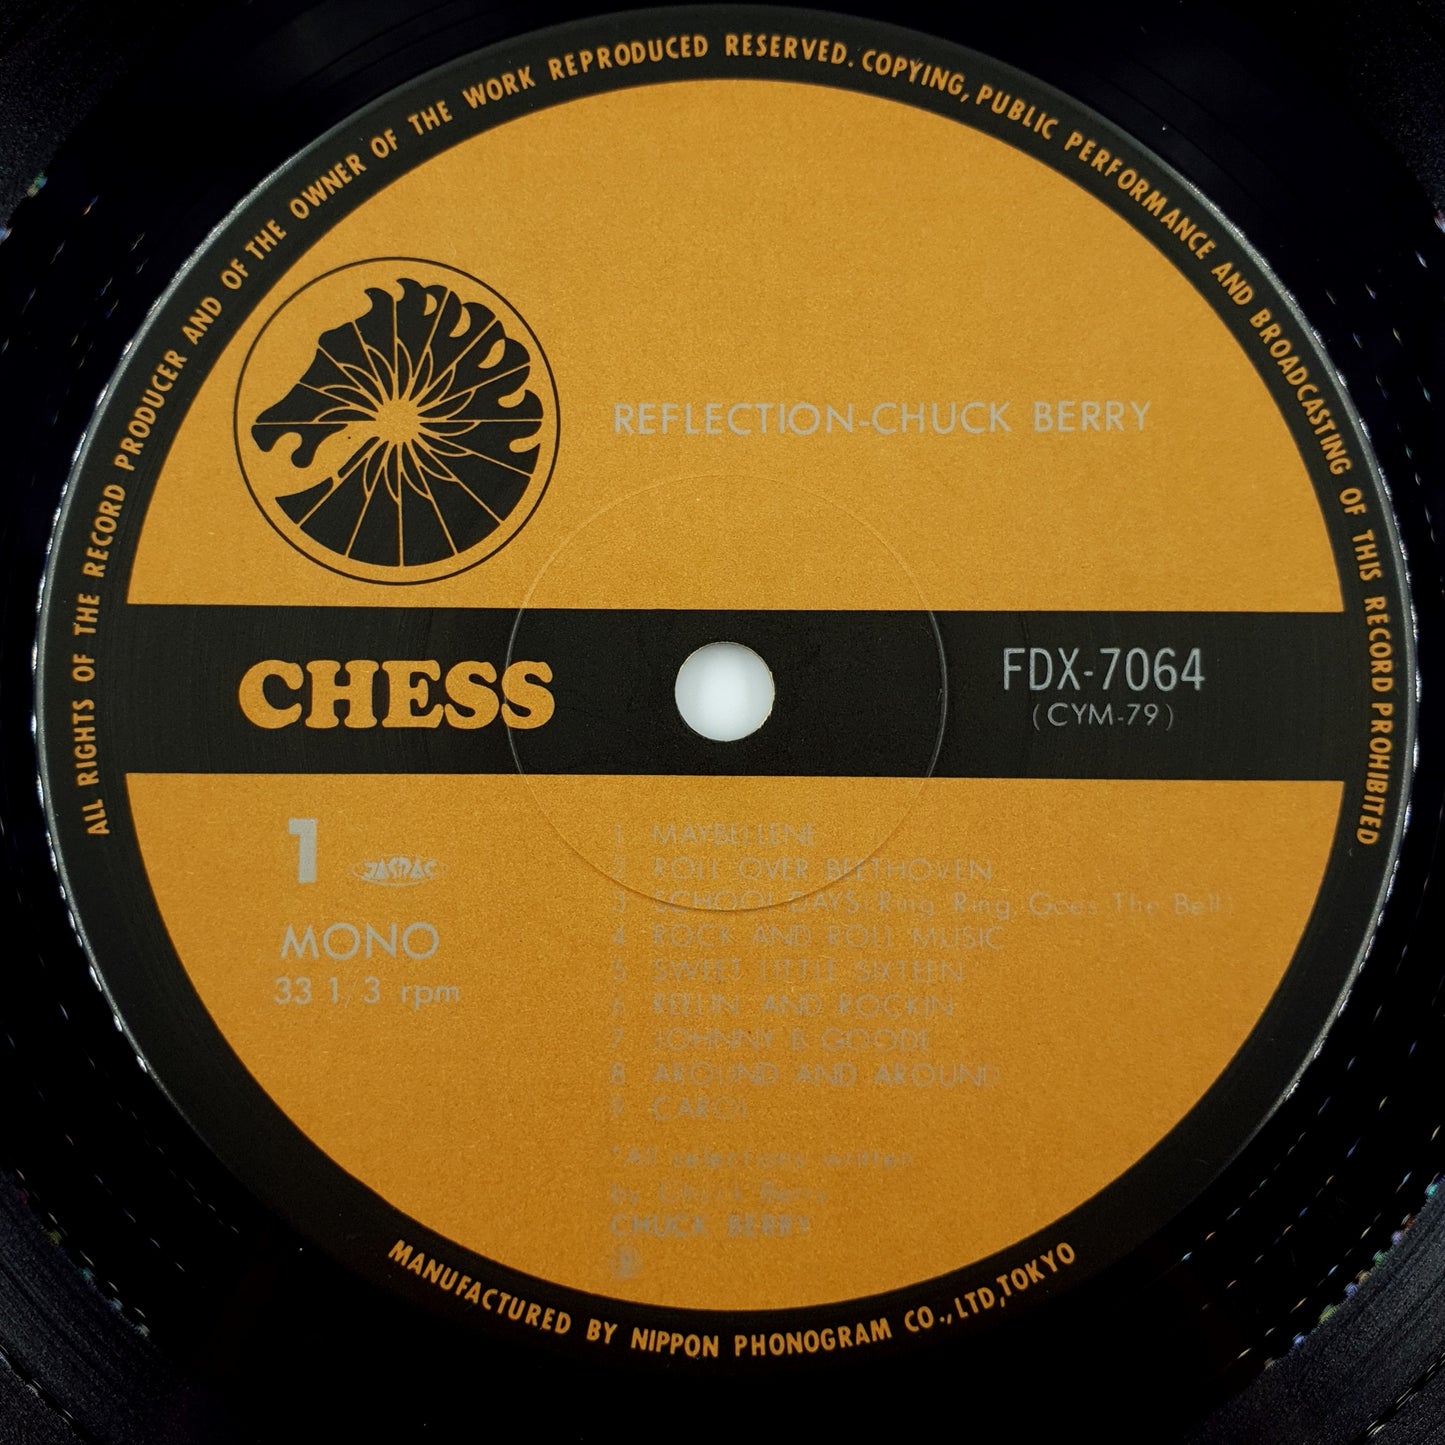 ALL RIGHTS OF THE RECORD PRODUCER AND OF THE OWNER OF THE WORK REPRODUCED RESERVED. COPYING, PUBLIC PERFORMANCE AND BROADCASTING OF THIS RECORD PROHIBITED
REFLECTION-CHUCK BERRY
CHESS
FDX-7064
(CYM-79)
1
JASRAC
MONO
33 1/3 rpm
1 MAYBELLENE
2 ROLL OVER BEETHOVEN
3 SCHOOL DAYS(Ring, Ring, Goes The Bell)
4 ROCK AND ROLL MUSIC
5 SWEET LITTLE SIXTEEN
6 REELIN' AND ROCKIN'
7 JOHNNY B. GOODE
8 AROUND AND AROUND
9 CAROL
*All selections written
by Chuck Berry
CHUCK BERRY
MANUFACTURED BY NIPPON PHONOGRAM CO., LTD, TOKYO